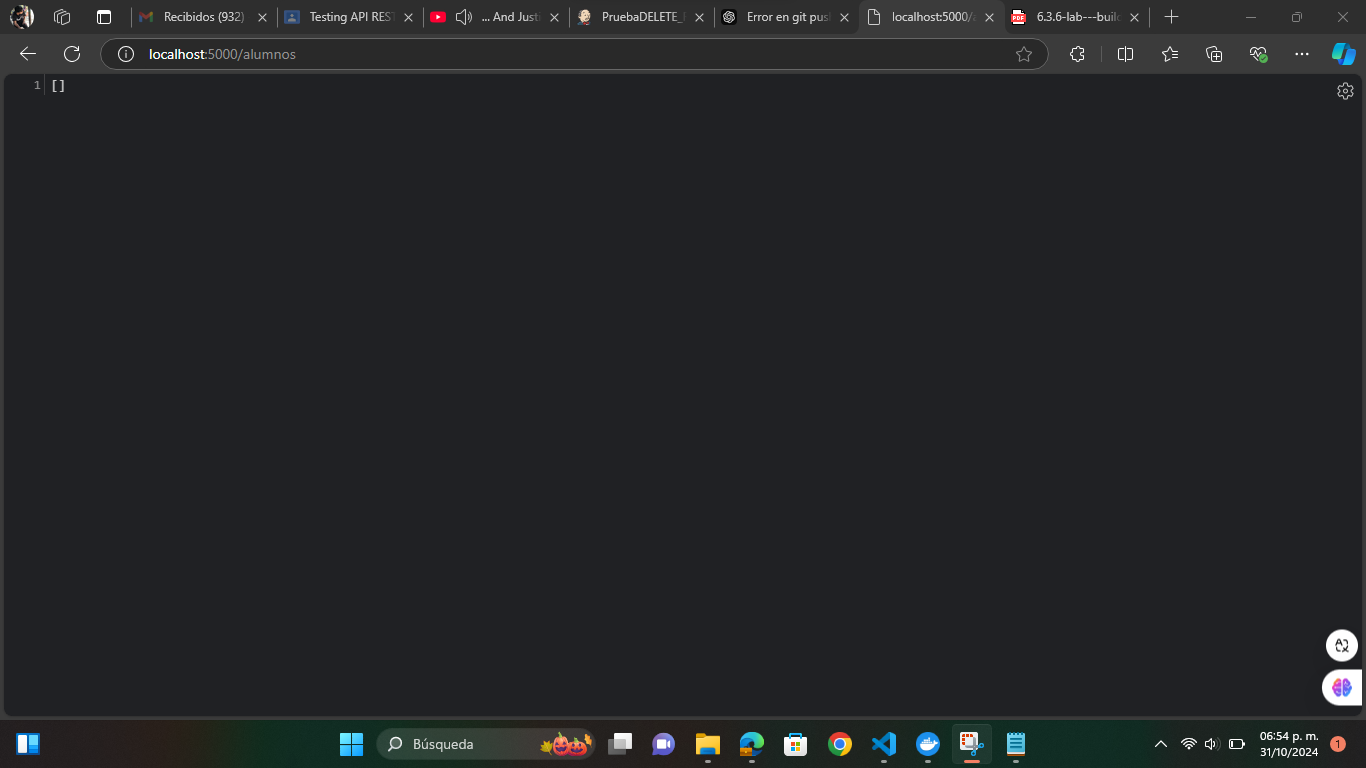 Recibidos (932)
Testing API REST
... And Justi
PruebaDELETE_
Error en git pus
localhost:5000/
6.3.6-lab---buil
localhost:5000/alumnos
1 []
Búsqueda
06:54 p. m.
31/10/2024
1